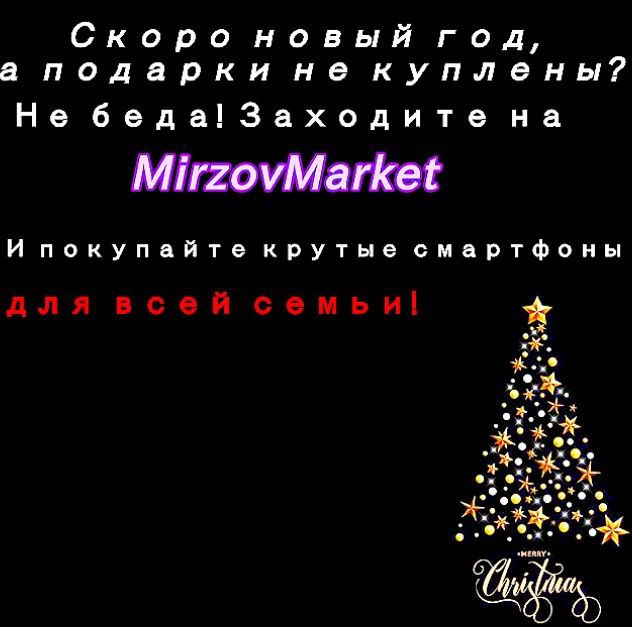 Скоро новый год,
а подарки не куплены?
Не беда! Заходите на
MirzovMarket
И покупайте крутые смартфоны
для всей семьи!
•MERRY•
Christmas